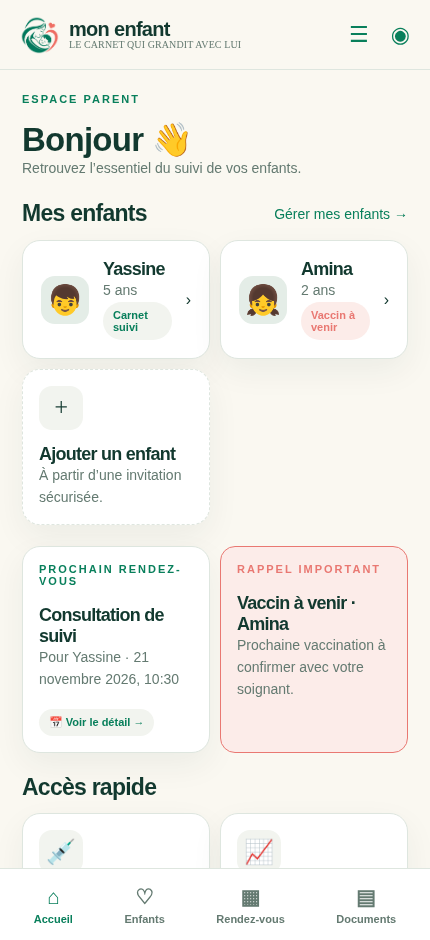 mon enfant
LE CARNET QUI GRANDIT AVEC LUI
ESPACE PARENT
Bonjour 👋
Retrouvez l’essentiel du suivi de vos enfants.
Mes enfants
Gérer mes enfants →
Yassine
5 ans
Carnet
suivi
›
Amina
2 ans
Vaccin à
venir
›
+
Ajouter un enfant
À partir d’une invitation
sécurisée.
PROCHAIN RENDEZ-
VOUS
Consultation de
suivi
Pour Yassine · 21
novembre 2026, 10:30
📅 Voir le détail →
RAPPEL IMPORTANT
Vaccin à venir ·
Amina
Prochaine vaccination à
confirmer avec votre
soignant.
Accès rapide
Accueil
Enfants
Rendez-vous
Documents